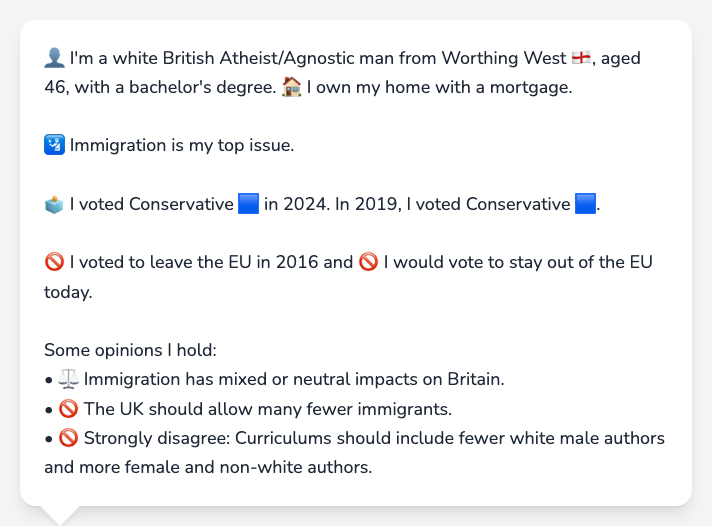 👤 I'm a white British Atheist/Agnostic man from Worthing West 🏴󠁧󠁢󠁥󠁮󠁧󠁿, aged
46, with a bachelor's degree. 🏠 I own my home with a mortgage.
🛂 Immigration is my top issue.
🗳️ I voted Conservative 🟦 in 2024. In 2019, I voted Conservative 🟦.
🚫 I voted to leave the EU in 2016 and 🚫 I would vote to stay out of the EU
today.
Some opinions I hold:
• ⚖️ Immigration has mixed or neutral impacts on Britain.
• 🚫 The UK should allow many fewer immigrants.
• 🚫 Strongly disagree: Curriculums should include fewer white male authors
and more female and non-white authors.